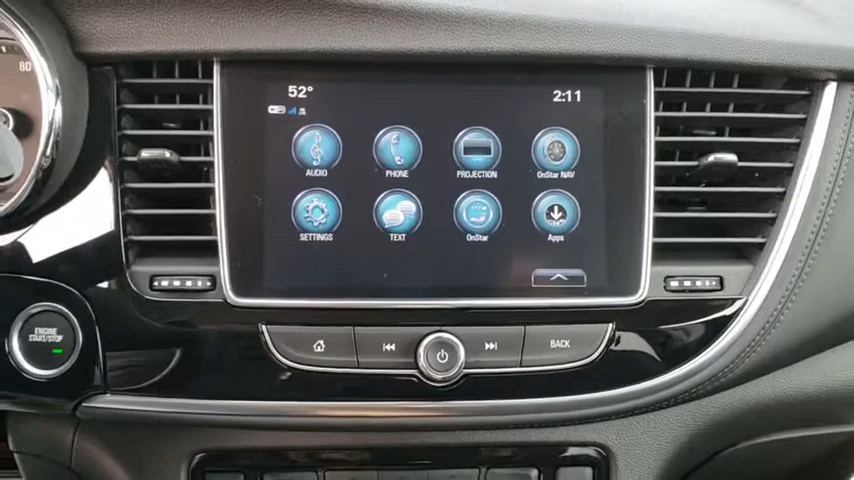 80
52°
2:11
AUDIO
PHONE
PROJECTION
OnStar NAV
SETTINGS
TEXT
OnStar
Apps
ENGINE
START/STOP
BACK